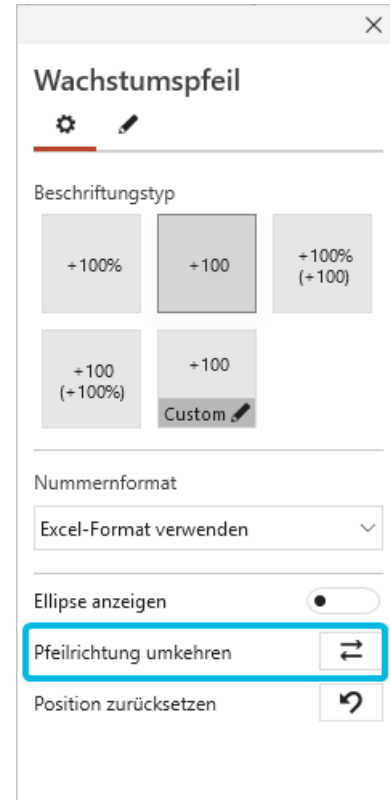 Wachstumspfeil
Beschriftungstyp
+100%
+100
+100%
(+100)
+100
(+100%)
+100
Custom
Nummernformat
Excel-Format verwenden
Ellipse anzeigen
Pfeilrichtung umkehren
Position zurücksetzen